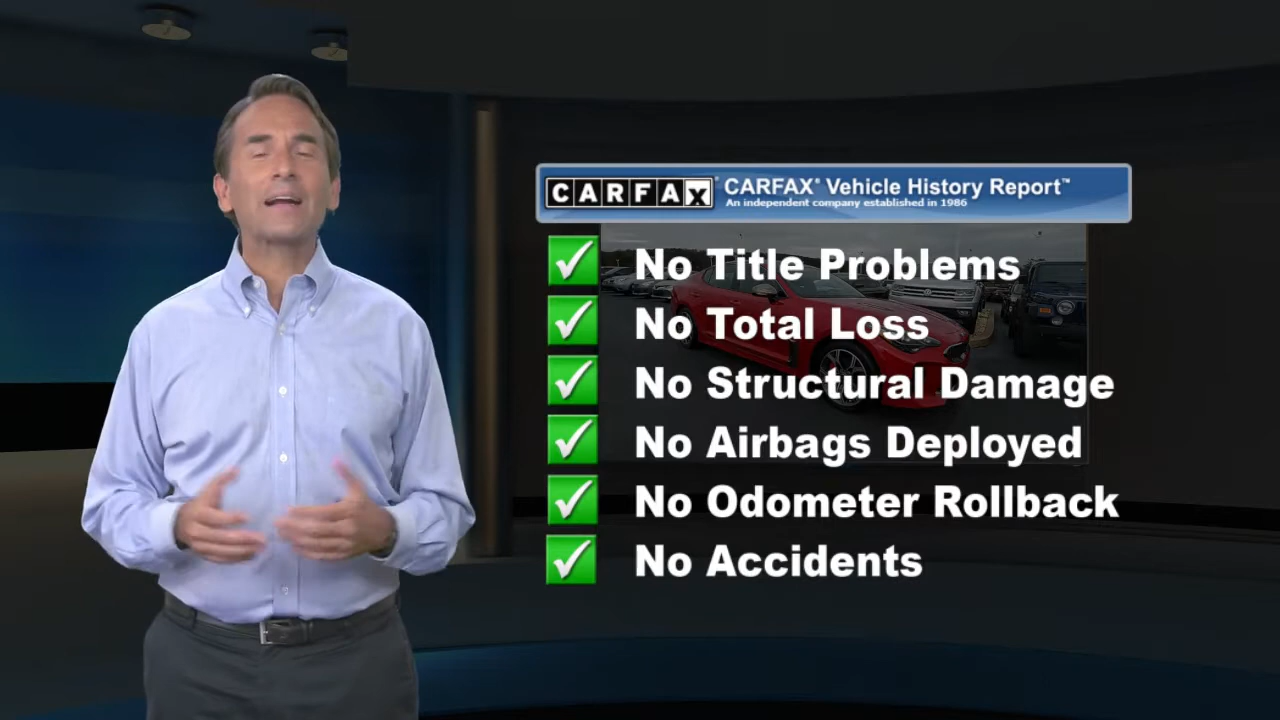 CARFAX® CARFAX® Vehicle History Report™
An independent company established in 1986
No Title Problems
No Total Loss
No Structural Damage
No Airbags Deployed
No Odometer Rollback
No Accidents